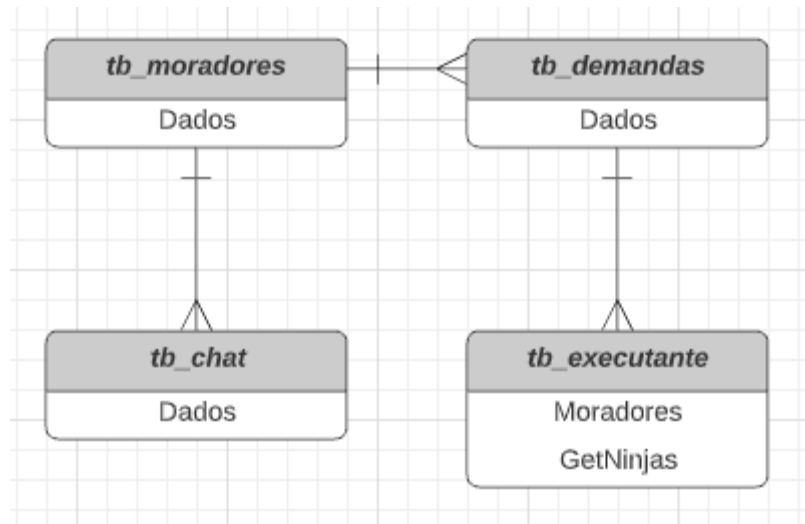 tb_moradores
Dados
tb_demandas
Dados
tb_chat
Dados
tb_executante
Moradores
GetNinjas